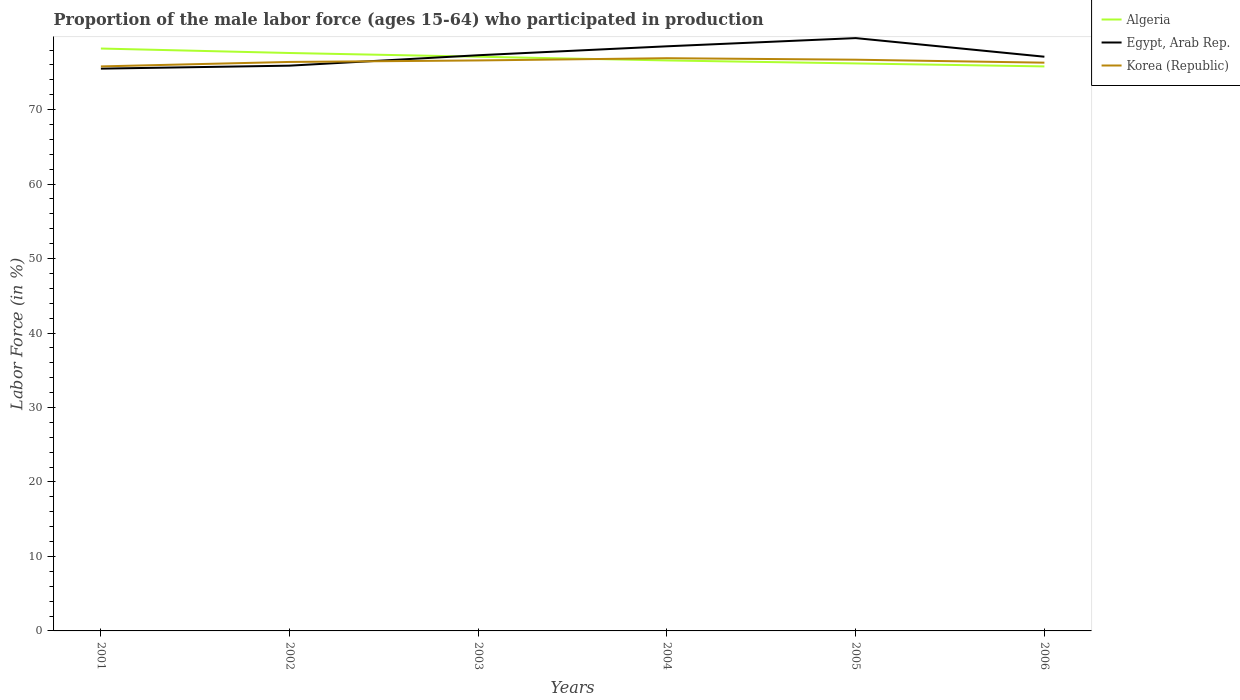 Proportion of the male labor force (ages 15-64) who participated in production
Algeria
Egypt, Arab Rep.
Korea (Republic)
Labor Force (in %)
70
60
50
40
30
20
10
0
2001
2002
2003
2004
2005
2006
Years